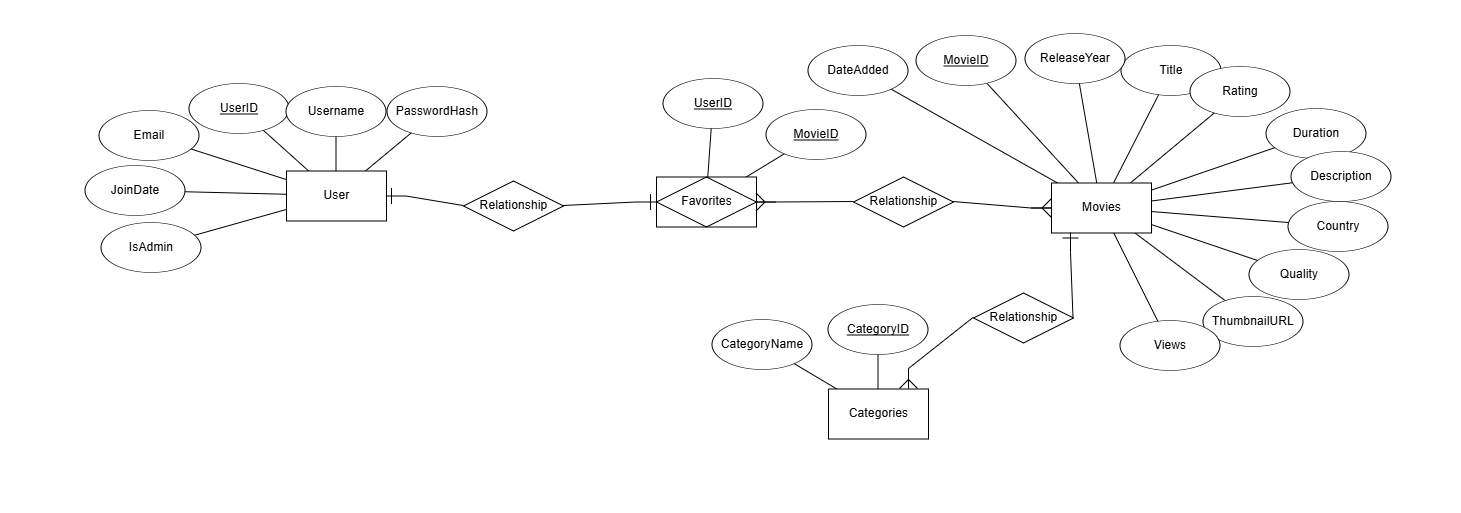 DateAdded
MovieID
ReleaseYear
Title
Rating
UserID
Username
PasswordHash
UserID
MovieID
Email
Duration
JoinDate
User
Relationship
Favorites
Relationship
Movies
Description
IsAdmin
Country
Quality
CategoryName
CategoryID
Relationship
ThumbnailURL
Views
Categories